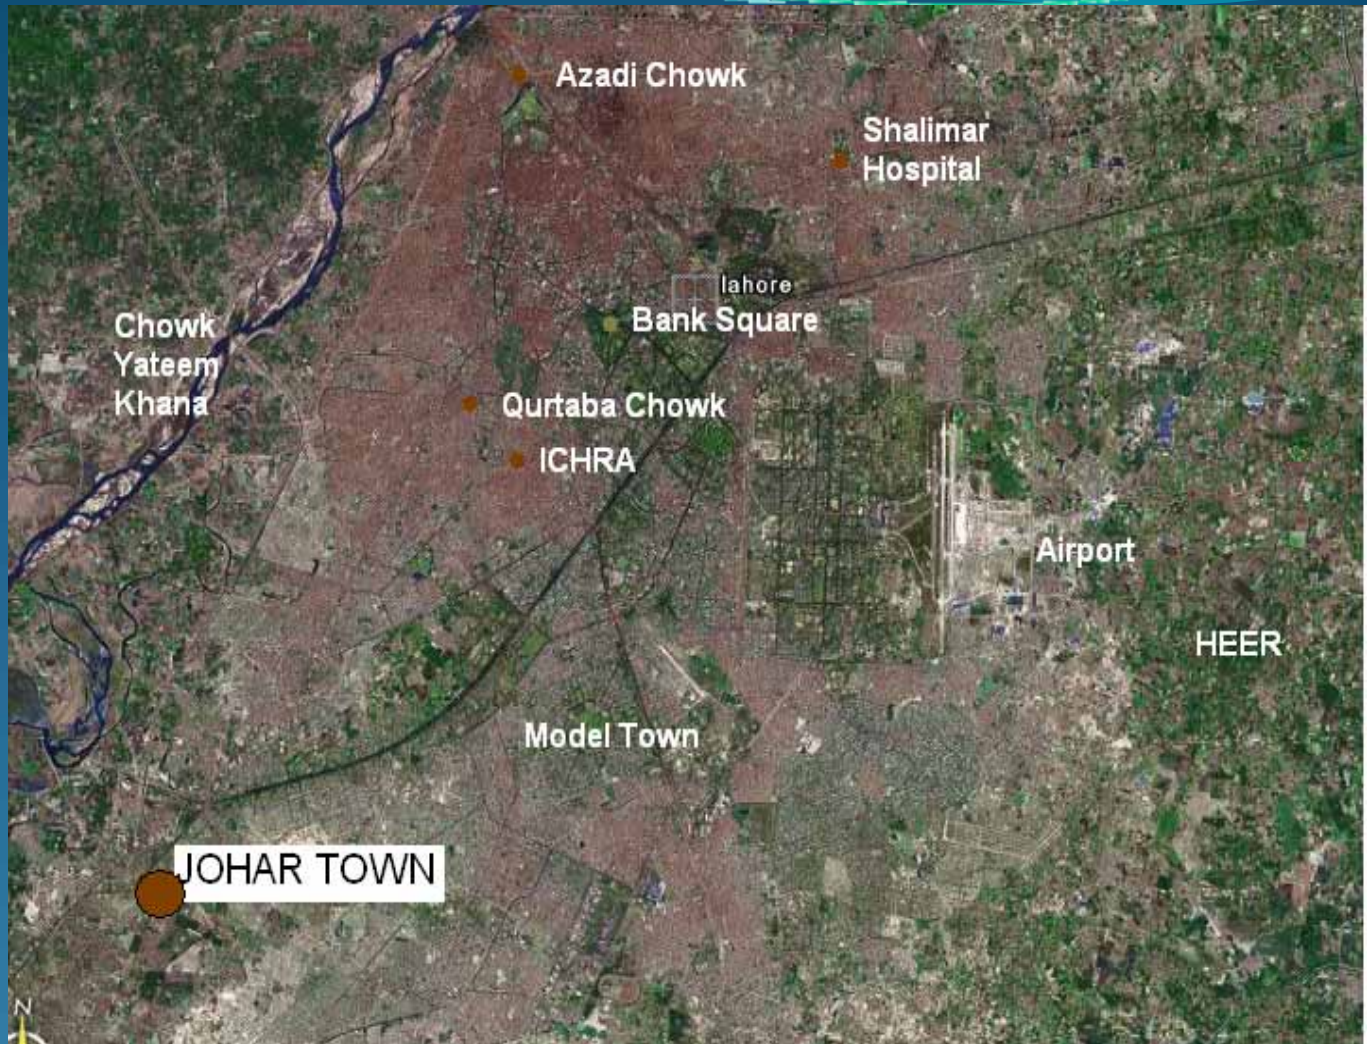 Azadi Chowk
Shalimar
Hospital
lahore
Bank Square
Chowk
Yateem
Khana
Qurtaba Chowk
ICHRA
Airport
HEER
Model Town
JOHAR TOWN
N